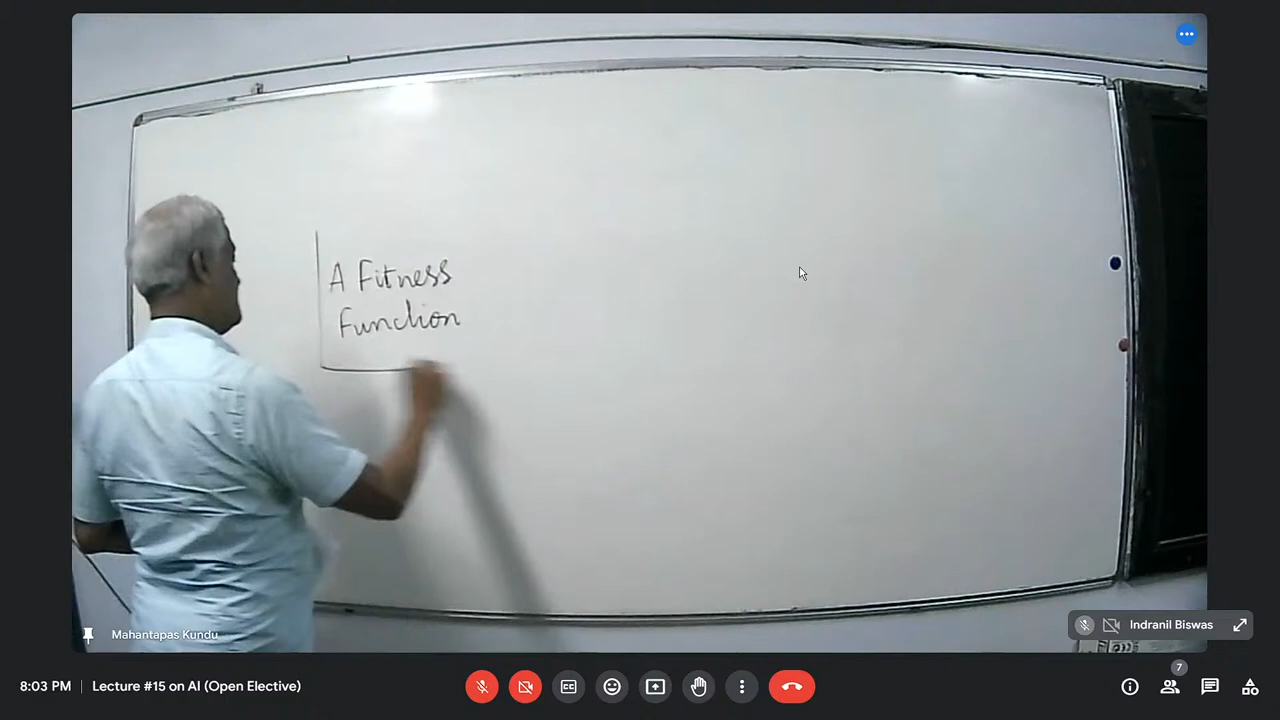 A Fitness
Function
Mahantapas Kundu
Indranil Biswas
8:03 PM | Lecture #15 on AI (Open Elective)
7